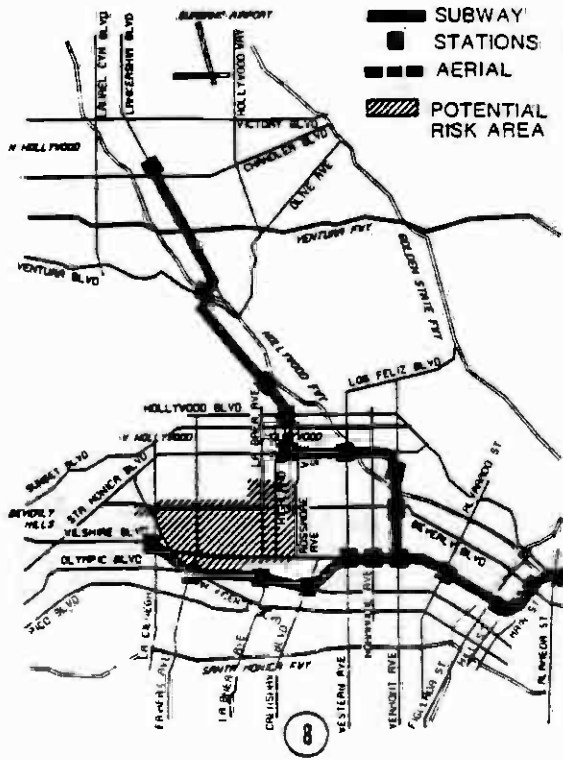 SUBWAY
STATIONS
AERIAL
POTENTIAL
RISK AREA
BURBANK AIRPORT
LAUREL CYN BLVD
LANKERSHIM BLVD
HOLLYWOOD WAY
VICTORY BLVD
N HOLLYWOOD
CHANDLER BLVD
OLIVE AVE
VENTURA FWY
VENTURA BLVD
GOLDEN STATE FWY
HOLLYWOOD FWY
LOS FELIZ BLVD
HOLLYWOOD BLVD
LA BREA AVE
SUNSET BLVD
STA MONICA BLVD
HIGHLAND
ROSSMORE
AVE
BEVERLY
HILLS
WILSHIRE BLVD
OLYMPIC BLVD
PICO BLVD
BEVERLY BLVD
ALVARADO ST
LA CIENEGA
FAIRFAX AVE
LA BREA AVE
CRENSHAW BLVD
SANTA MONICA FWY
WESTERN AVE
NORMANDIE AVE
VERMONT AVE
FIGUEROA ST
HILL ST
MAIN ST
ALAMEDA ST
8